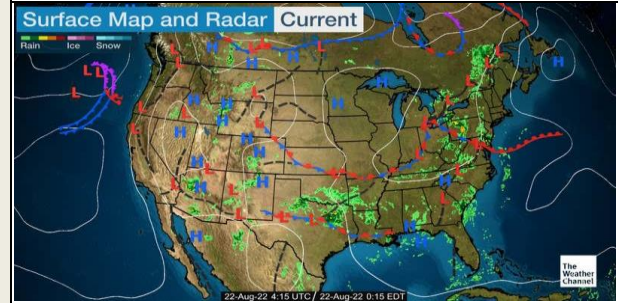 Surface Map and Radar Current
Rain Ice Snow
L H L L H L
H L L
L L H H L
L H H L
L L H H H L L
L H H H L L
H L H L H
L H L H H L
L H L L
H L L L H
H
H
22-Aug-22 4:15 UTC / 22-Aug-22 0:15 EDT
The
Weather
Channel